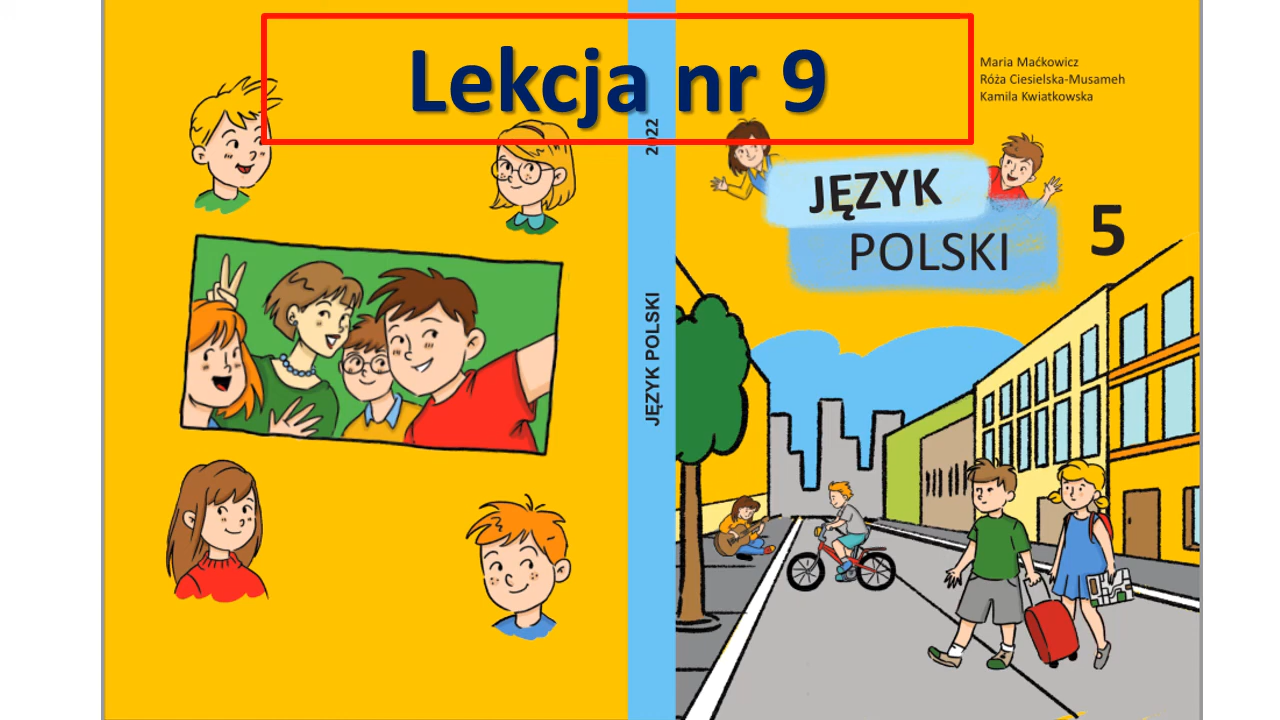 Lekcja nr 9
Maria Maćkowicz
Róża Ciesielska-Musameh
Kamila Kwiatkowska
2022
JĘZYK
POLSKI
5
JĘZYK POLSKI